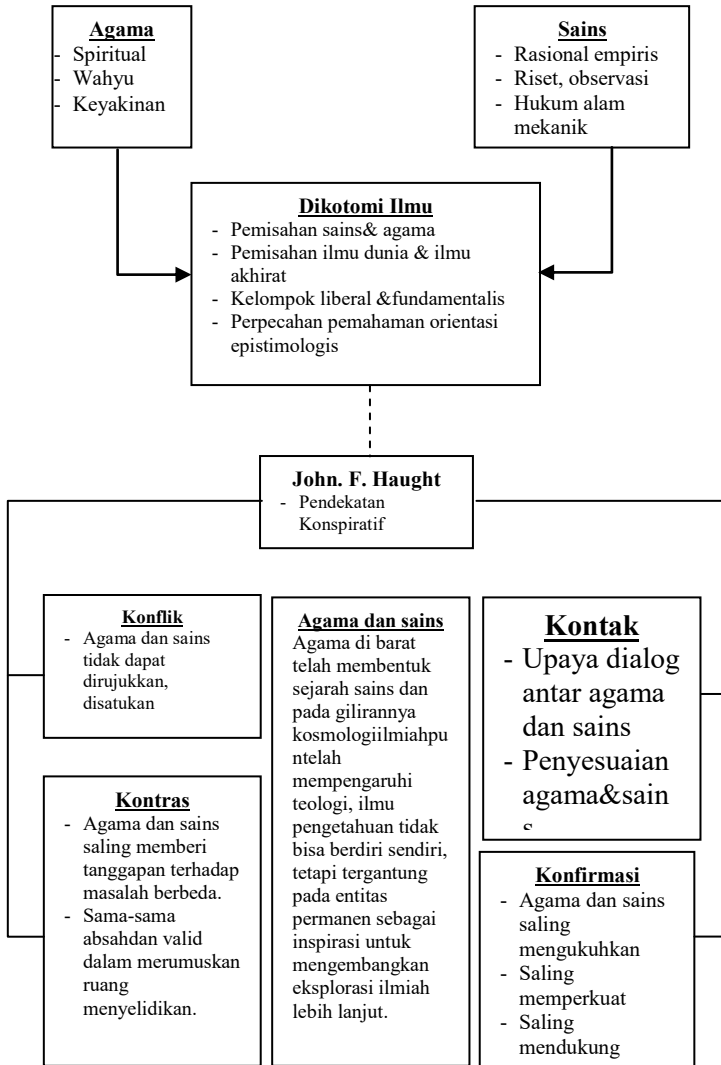 Agama
- Spiritual
- Wahyu
- Keyakinan
Sains
- Rasional empiris
- Riset, observasi
- Hukum alam
mekanik
Dikotomi Ilmu
- Pemisahan sains& agama
- Pemisahan ilmu dunia & ilmu
akhirat
- Kelompok liberal &fundamentalis
- Perpecahan pemahaman orientasi
epistimologis
John. F. Haught
- Pendekatan
Konspiratif
Konflik
- Agama dan sains
tidak dapat
dirujukkan,
disatukan
Kontras
- Agama dan sains
saling memberi
tanggapan terhadap
masalah berbeda.
- Sama-sama
absahdan valid
dalam merumuskan
ruang
menyelidikan.
Agama dan sains
Agama di barat
telah membentuk
sejarah sains dan
pada gilirannya
kosmologiilmiahpu
ntelah
mempengaruhi
teologi, ilmu
pengetahuan tidak
bisa berdiri sendiri,
tetapi tergantung
pada entitas
permanen sebagai
inspirasi untuk
mengembangkan
eksplorasi ilmiah
lebih lanjut.
Kontak
- Upaya dialog
antar agama
dan sains
- Penyesuaian
agama&sain
s
Konfirmasi
- Agama dan sains
saling
mengukuhkan
- Saling
memperkuat
- Saling
mendukung